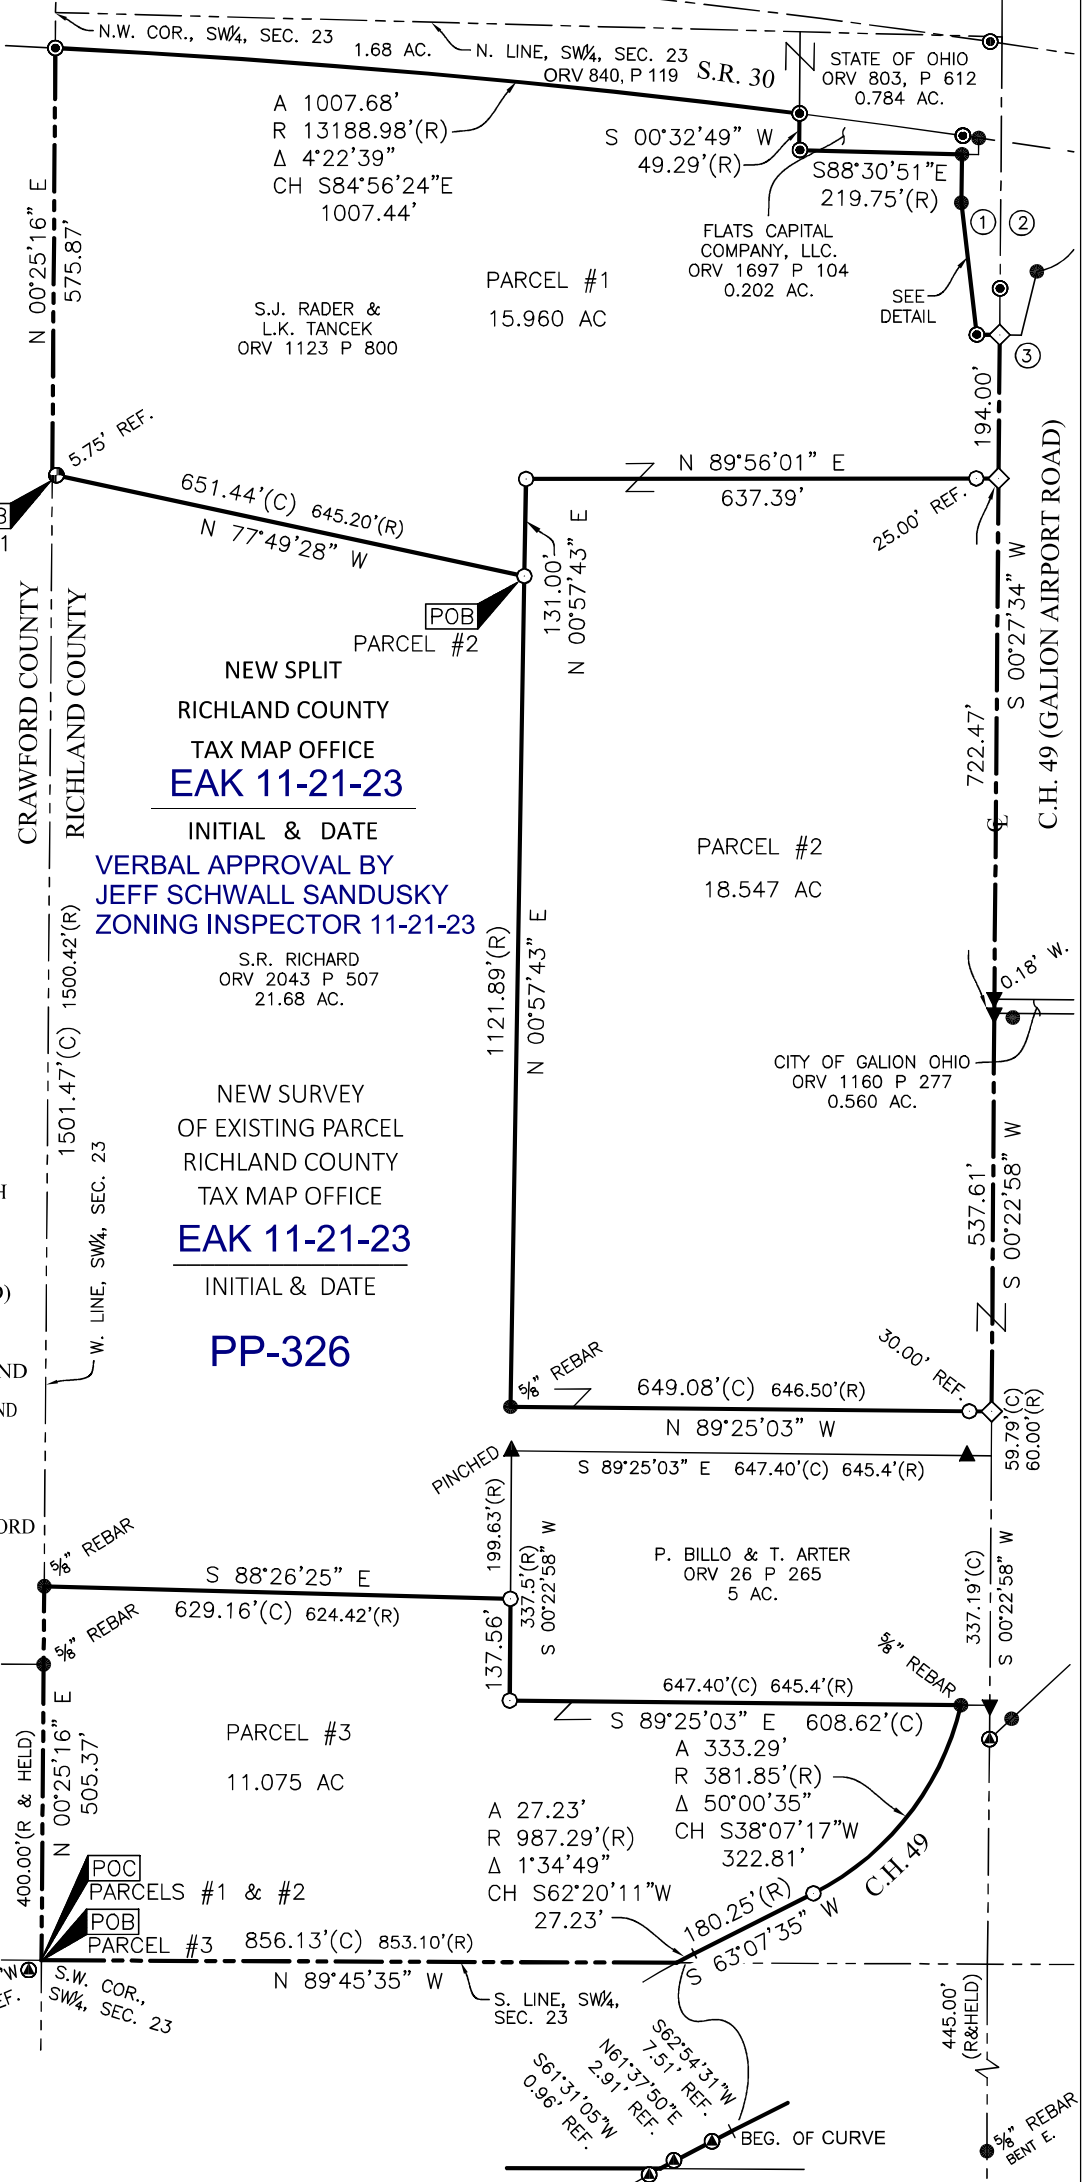 N.W. COR., SW¼, SEC. 23
1.68 AC.
N. LINE, SW¼, SEC. 23
ORV 840, P 119
S.R. 30
STATE OF OHIO
ORV 803, P 612
0.784 AC.
A 1007.68'
R 13188.98'(R)
Δ 4°22'39"
CH S84°56'24"E
1007.44'
S 00°32'49" W
49.29'(R)
S88°30'51"E
219.75'(R)
N 00°25'16" E
575.87'
FLATS CAPITAL
COMPANY, LLC.
ORV 1697 P 104
0.202 AC.
1
2
PARCEL #1
15.960 AC
S.J. RADER &
L.K. TANCEK
ORV 1123 P 800
SEE
DETAIL
3
194.00'
5.75' REF.
651.44'(C) 645.20'(R)
N 77°49'28" W
N 89°56'01" E
637.39'
25.00' REF.
131.00'
N 00°57'43" E
POB
PARCEL #2
S 00°27'34" W
722.47'
C.H. 49 (GALION AIRPORT ROAD)
CRAWFORD COUNTY
RICHLAND COUNTY
NEW SPLIT
RICHLAND COUNTY
TAX MAP OFFICE
EAK 11-21-23
INITIAL & DATE
VERBAL APPROVAL BY
JEFF SCHWALL SANDUSKY
ZONING INSPECTOR 11-21-23
S.R. RICHARD
ORV 2043 P 507
21.68 AC.
PARCEL #2
18.547 AC
1121.89'(R)
N 00°57'43" E
1501.47'(C) 1500.42'(R)
0.18' W.
CITY OF GALION OHIO
ORV 1160 P 277
0.560 AC.
NEW SURVEY
OF EXISTING PARCEL
RICHLAND COUNTY
TAX MAP OFFICE
EAK 11-21-23
INITIAL & DATE
PP-326
W. LINE, SW¼, SEC. 23
537.61'
S 00°22'58" W
⅝" REBAR
649.08'(C) 646.50'(R)
N 89°25'03" W
30.00' REF.
59.79'(C)
60.00'(R)
PINCHED
S 89°25'03" E 647.40'(C) 645.4'(R)
199.63'(R)
337.5'(R)
S 00°22'58" W
137.56'
P. BILLO & T. ARTER
ORV 26 P 265
5 AC.
337.19'(C)
S 00°22'58" W
⅝" REBAR
S 88°26'25" E
629.16'(C) 624.42'(R)
⅝" REBAR
⅝" REBAR
647.40'(C) 645.4'(R)
S 89°25'03" E 608.62'(C)
PARCEL #3
11.075 AC
A 333.29'
R 381.85'(R)
Δ 50°00'35"
CH S38°07'17"W
322.81'
400.00'(R & HELD)
N 00°25'16" E
505.37'
A 27.23'
R 987.29'(R)
Δ 1°34'49"
CH S62°20'11"W
27.23'
C.H. 49
180.25'(R)
S 63°07'35" W
POC
PARCELS #1 & #2
POB
PARCEL #3
856.13'(C) 853.10'(R)
N 89°45'35" W
S.W. COR.,
SW¼, SEC. 23
S. LINE, SW¼,
SEC. 23
445.00'
(R&HELD)
S62°54'31"W
7.51' REF.
N61°37'50"E
2.91' REF.
S61°31'05"W
0.96' REF.
BEG. OF CURVE
⅝" REBAR
BENT E.